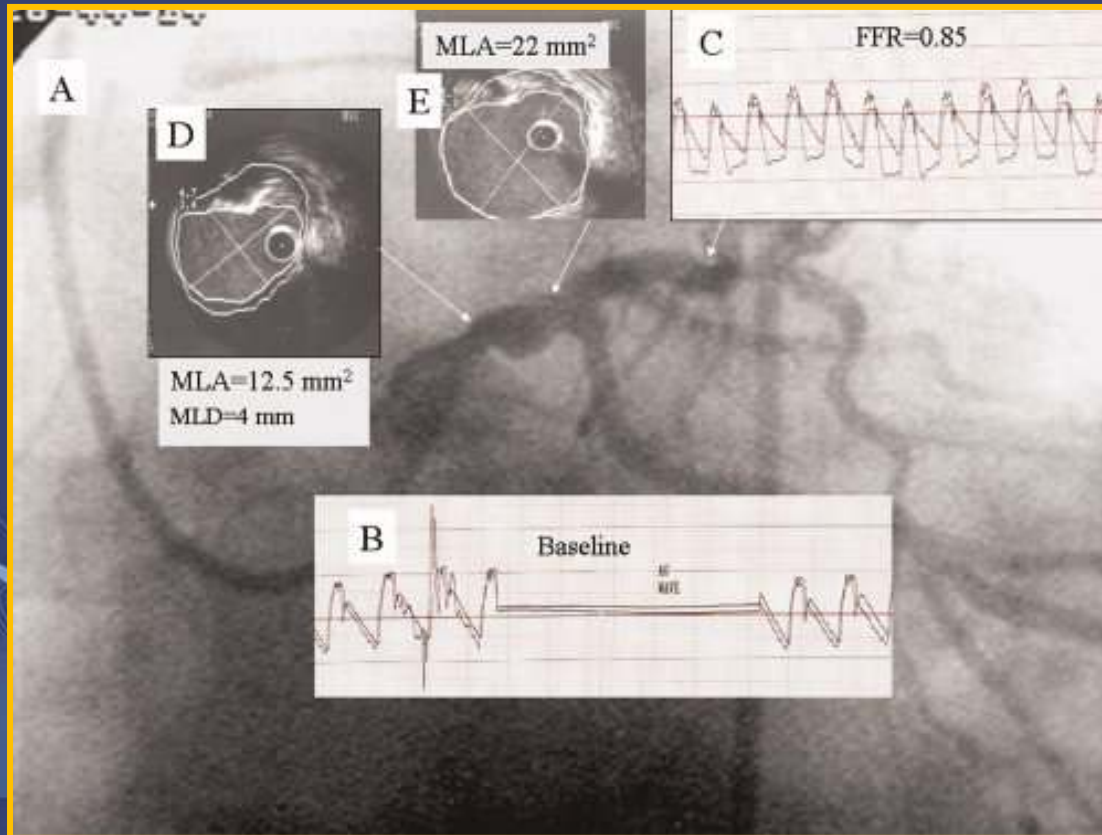 A
MLA=22 mm²
E
C
FFR=0.85
D
MLA=12.5 mm²
MLD=4 mm
B
Baseline